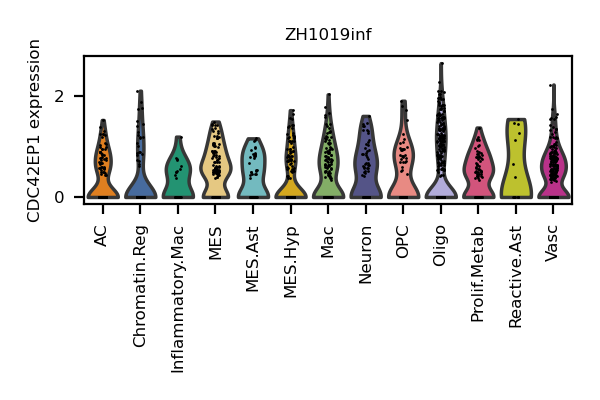 ZH1019inf
CDC42EP1 expression
2
0
AC
Chromatin.Reg
Inflammatory.Mac
MES
MES.Ast
MES.Hyp
Mac
Neuron
OPC
Oligo
Prolif.Metab
Reactive.Ast
Vasc